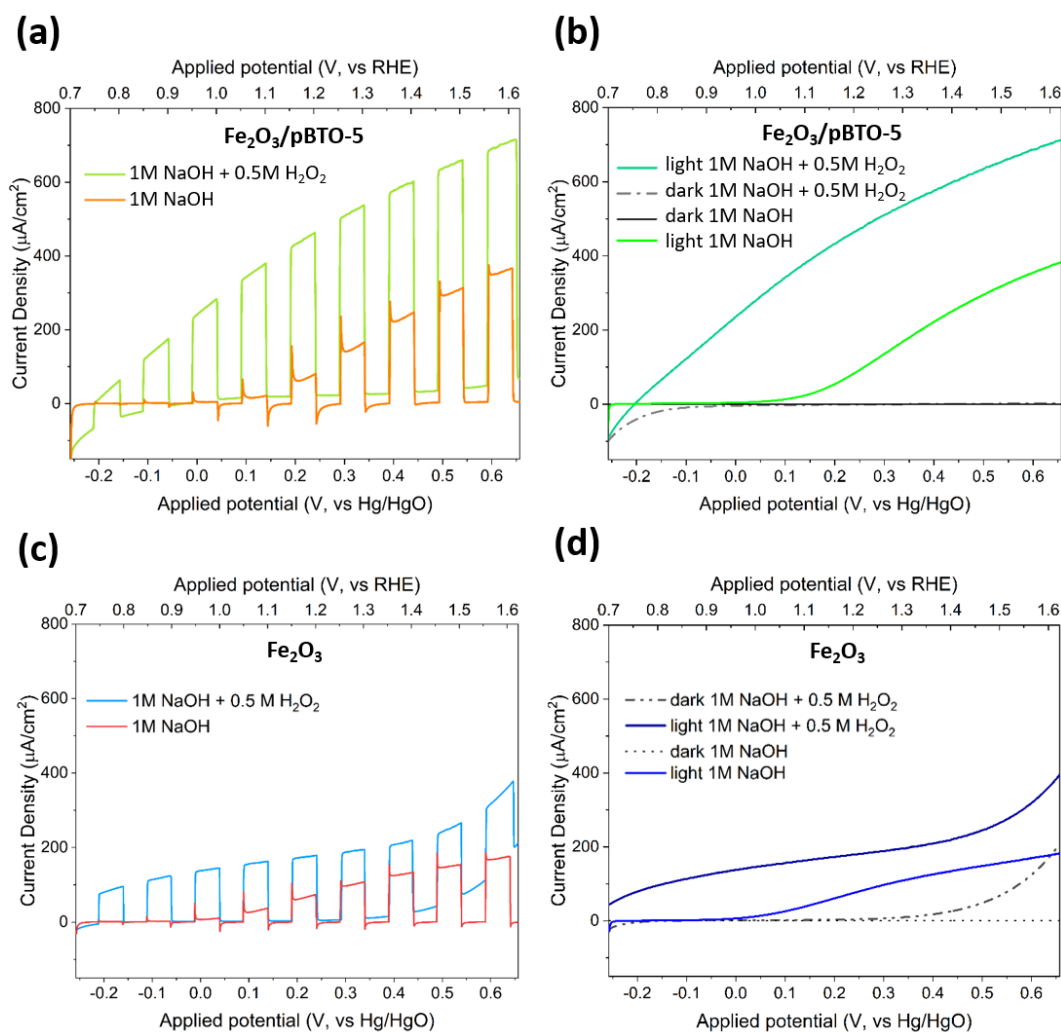 (a)
Applied potential (V, vs RHE)
0.7 0.8 0.9 1.0 1.1 1.2 1.3 1.4 1.5 1.6
Fe₂O₃/pBTO-5
1M NaOH + 0.5M H₂O₂
1M NaOH
Current Density (μA/cm²)
800
600
400
200
0
-0.2 -0.1 0.0 0.1 0.2 0.3 0.4 0.5 0.6
Applied potential (V, vs Hg/HgO)
(b)
Applied potential (V, vs RHE)
0.7 0.8 0.9 1.0 1.1 1.2 1.3 1.4 1.5 1.6
Fe₂O₃/pBTO-5
light 1M NaOH + 0.5M H₂O₂
dark 1M NaOH + 0.5M H₂O₂
dark 1M NaOH
light 1M NaOH
Current Density (μA/cm²)
800
600
400
200
0
-0.2 -0.1 0.0 0.1 0.2 0.3 0.4 0.5 0.6
Applied potential (V, vs Hg/HgO)
(c)
Applied potential (V, vs RHE)
0.7 0.8 0.9 1.0 1.1 1.2 1.3 1.4 1.5 1.6
Fe₂O₃
1M NaOH + 0.5 M H₂O₂
1M NaOH
Current Density (μA/cm²)
800
600
400
200
0
-0.2 -0.1 0.0 0.1 0.2 0.3 0.4 0.5 0.6
Applied potential (V, vs Hg/HgO)
(d)
Applied potential (V, vs RHE)
0.7 0.8 0.9 1.0 1.1 1.2 1.3 1.4 1.5 1.6
Fe₂O₃
dark 1M NaOH + 0.5 M H₂O₂
light 1M NaOH + 0.5 M H₂O₂
dark 1M NaOH
light 1M NaOH
Current Density (μA/cm²)
800
600
400
200
0
-0.2 -0.1 0.0 0.1 0.2 0.3 0.4 0.5 0.6
Applied potential (V, vs Hg/HgO)